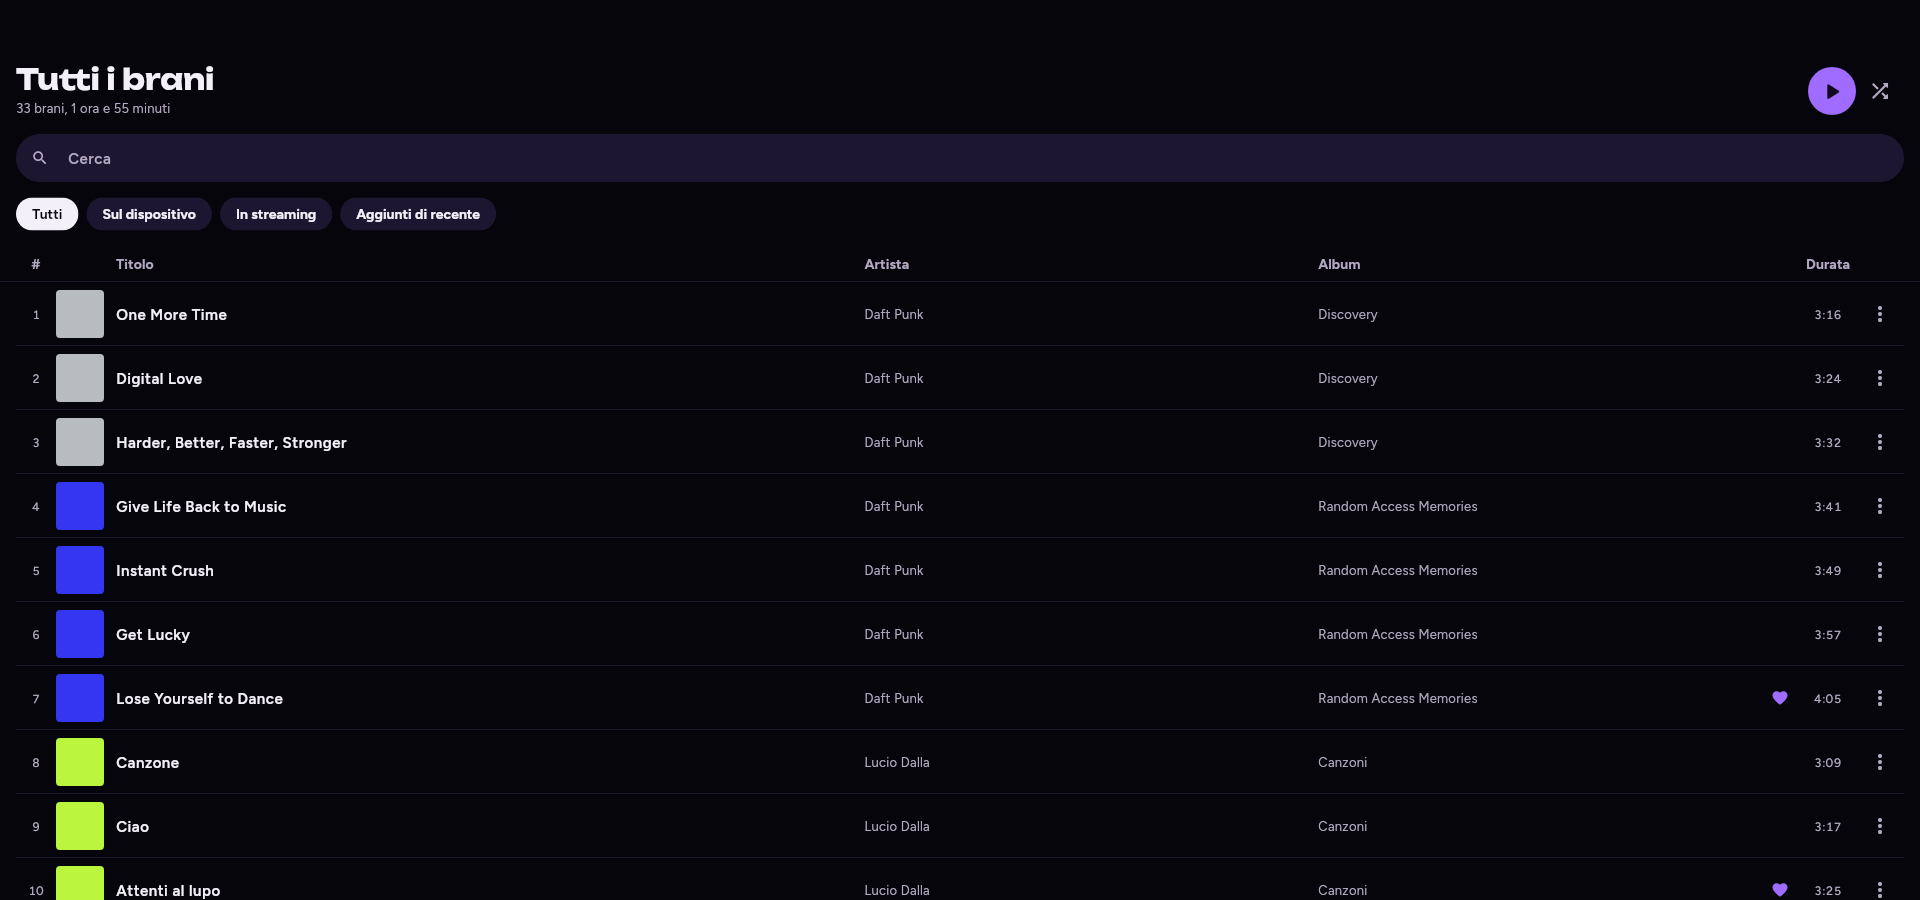 Tutti i brani
33 brani, 1 ora e 55 minuti
Cerca
Tutti Sul dispositivo In streaming Aggiunti di recente
# Titolo Artista Album Durata
1 One More Time Daft Punk Discovery 3:16
2 Digital Love Daft Punk Discovery 3:24
3 Harder, Better, Faster, Stronger Daft Punk Discovery 3:32
4 Give Life Back to Music Daft Punk Random Access Memories 3:41
5 Instant Crush Daft Punk Random Access Memories 3:49
6 Get Lucky Daft Punk Random Access Memories 3:57
7 Lose Yourself to Dance Daft Punk Random Access Memories 4:05
8 Canzone Lucio Dalla Canzoni 3:09
9 Ciao Lucio Dalla Canzoni 3:17
10 Attenti al lupo Lucio Dalla Canzoni 3:25